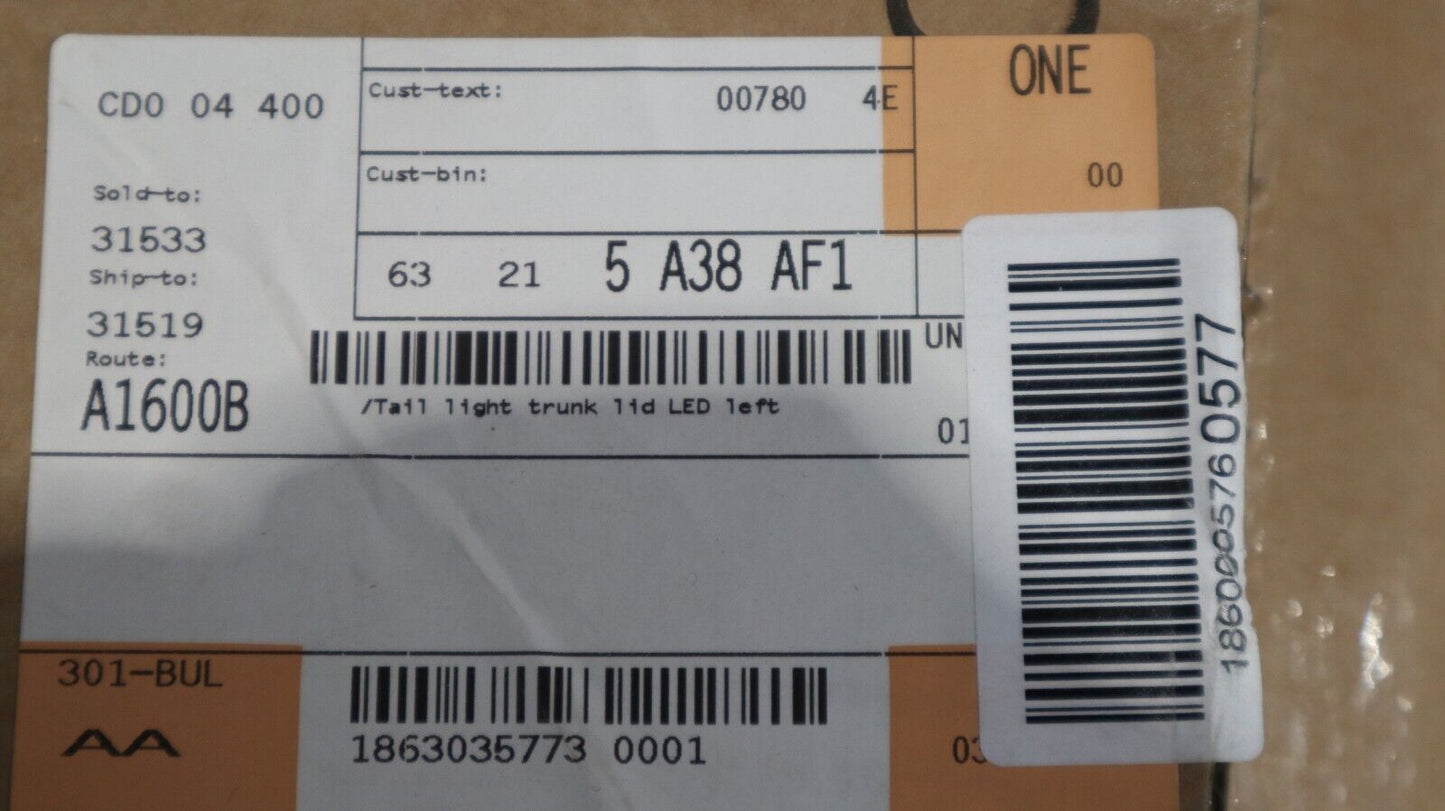 ONE
CD0 04 400
Cust-text:
00780 4E
00
Cust-bin:
Sold-to:
31533
63 21 5 A38 AF1
Ship-to:
31519
UN
Route:
A1600B
/Tail light trunk lid LED left
01
186000576 0577
301-BUL
AA
1863035773 0001
03